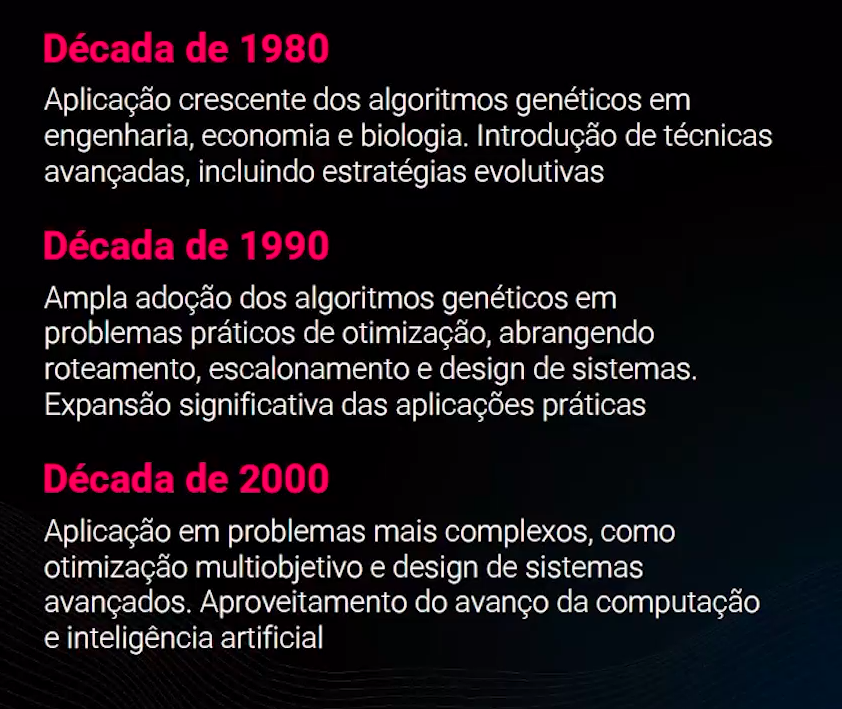 Década de 1980
Aplicação crescente dos algoritmos genéticos em
engenharia, economia e biologia. Introdução de técnicas
avançadas, incluindo estratégias evolutivas
Década de 1990
Ampla adoção dos algoritmos genéticos em
problemas práticos de otimização, abrangendo
roteamento, escalonamento e design de sistemas.
Expansão significativa das aplicações práticas
Década de 2000
Aplicação em problemas mais complexos, como
otimização multiobjetivo e design de sistemas
avançados. Aproveitamento do avanço da computação
e inteligência artificial